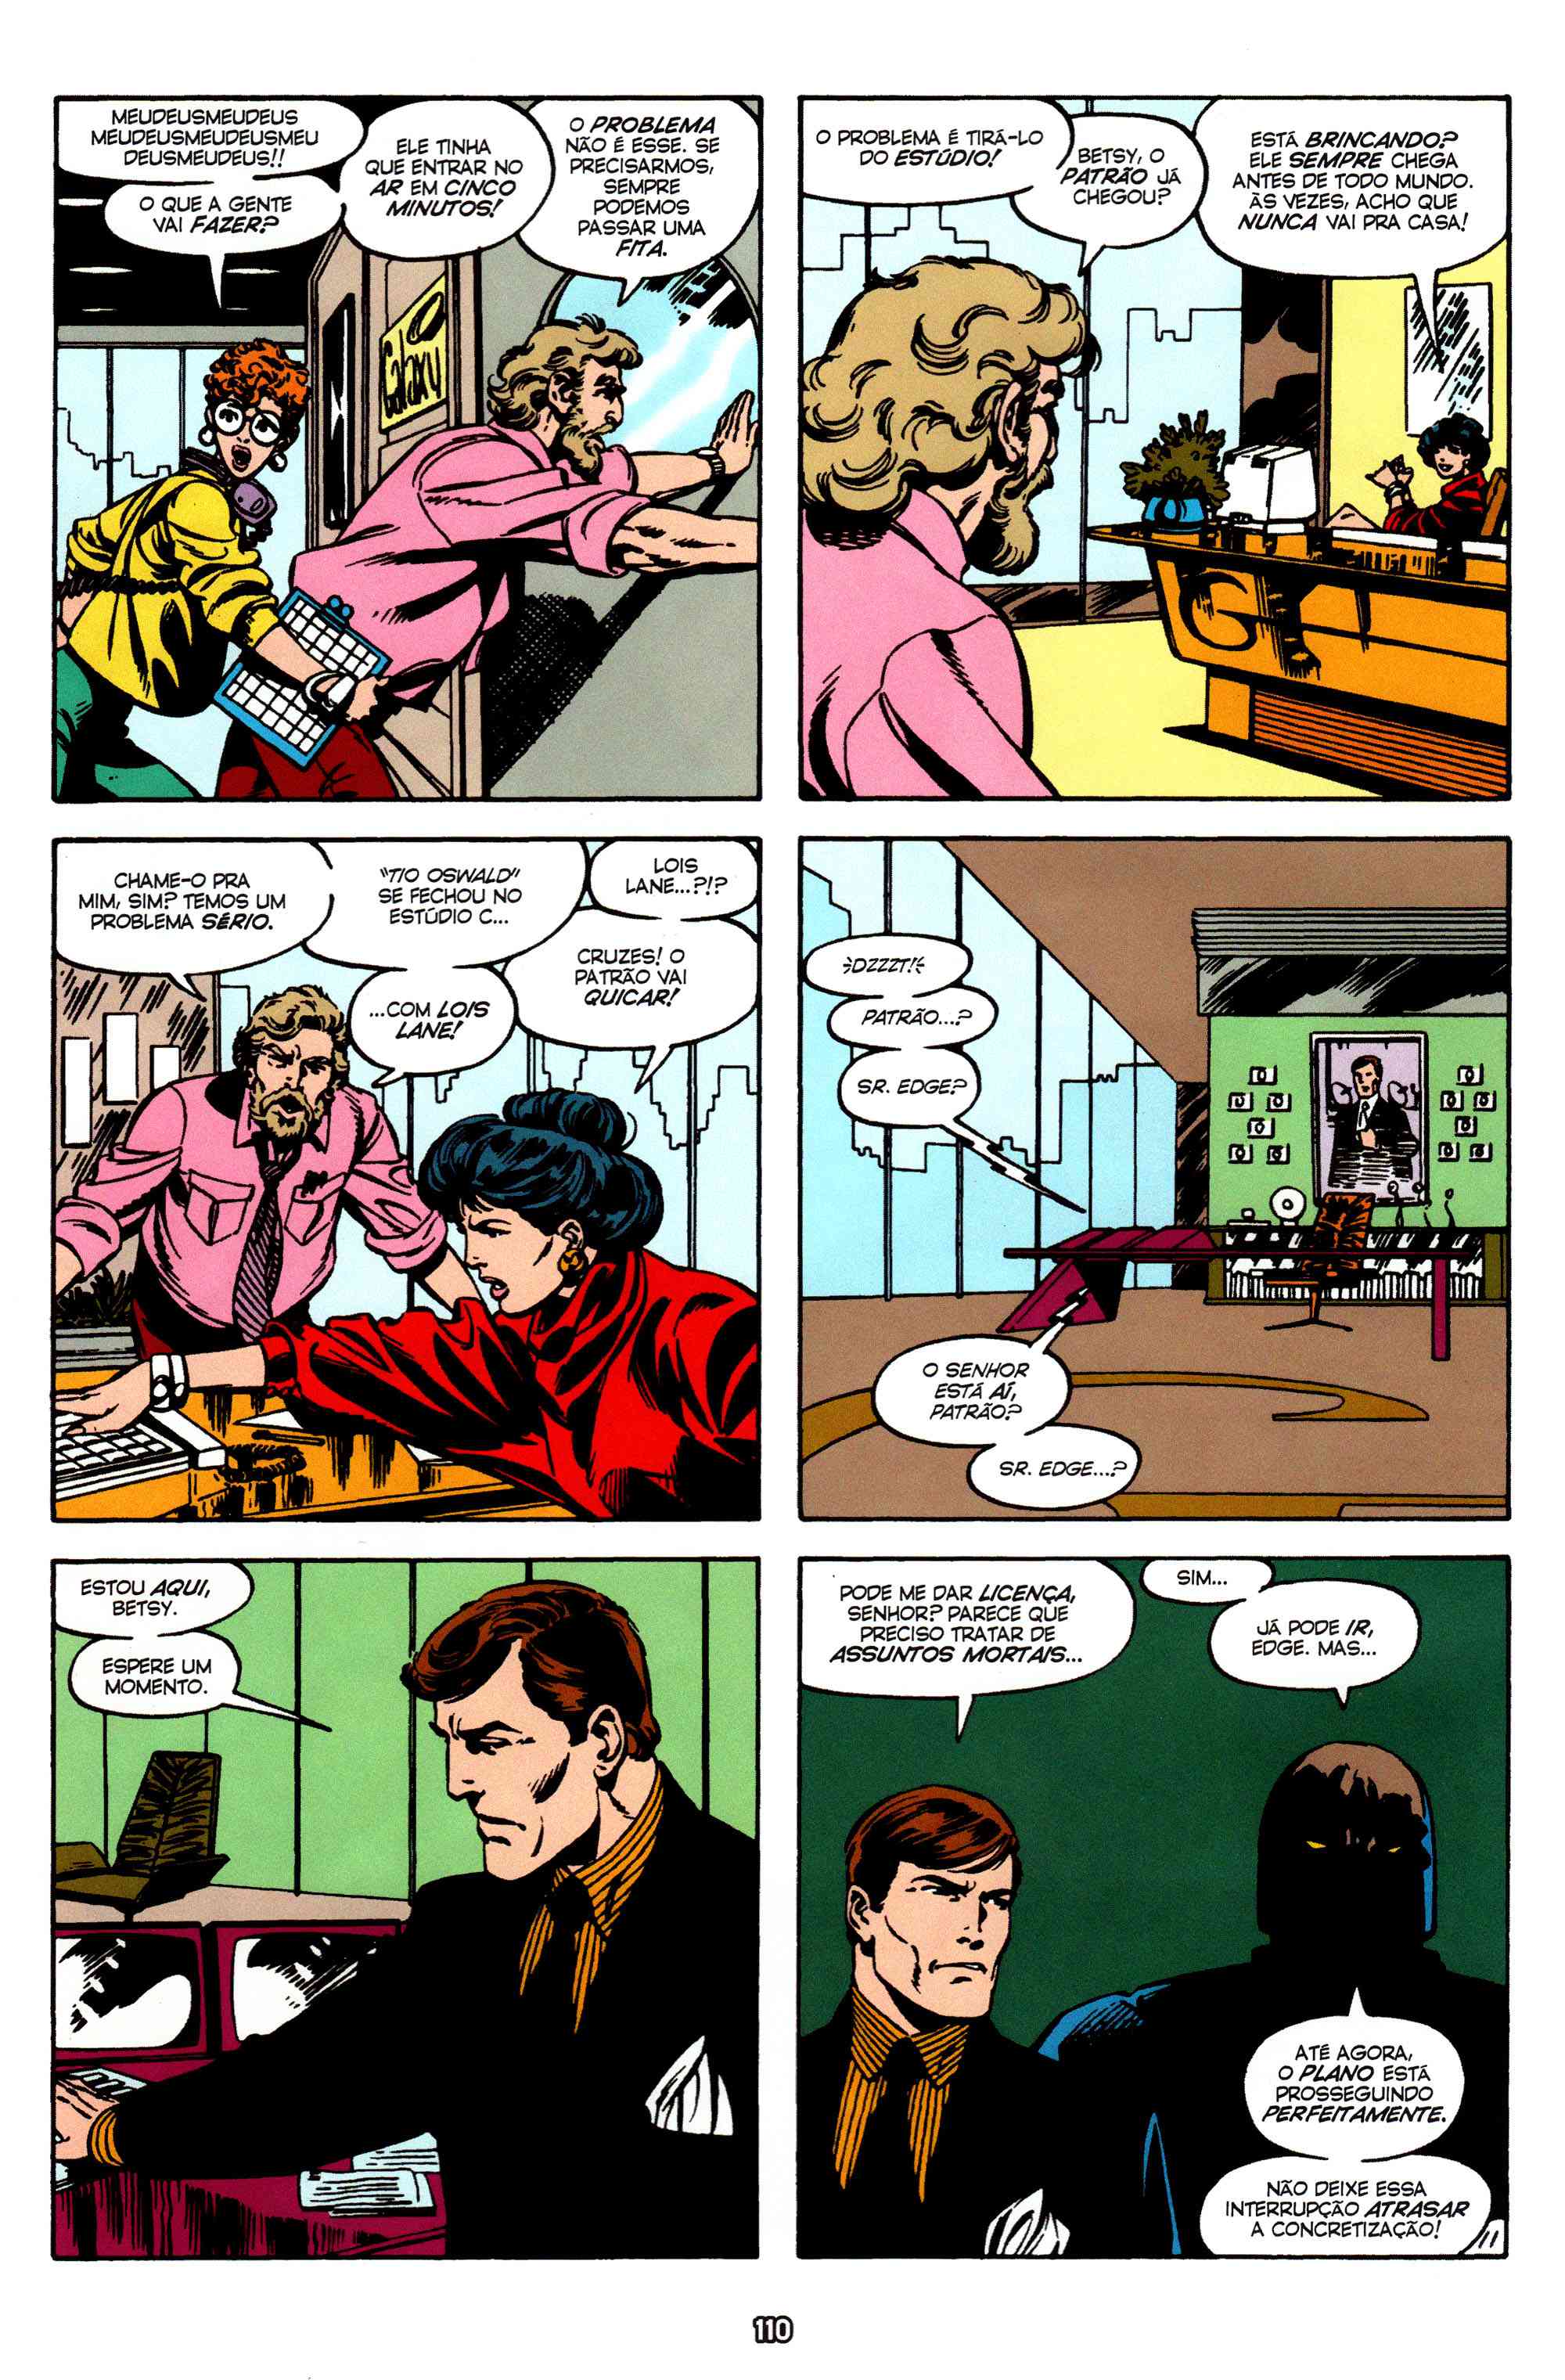 MEUDEUSMEUDEUS
MEUDEUSMEUDEUSMEU
DEUSMEUDEUS!!
O QUE A GENTE
VAI FAZER?
ELE TINHA
QUE ENTRAR NO
AR EM CINCO
MINUTOS!
O PROBLEMA
NÃO É ESSE. SE
PRECISARMOS,
SEMPRE
PODEMOS
PASSAR UMA
FITA.
Galaxy
O PROBLEMA É TIRÁ-LO
DO ESTÚDIO!
BETSY, O
PATRÃO JÁ
CHEGOU?
ESTÁ BRINCANDO?
ELE SEMPRE CHEGA
ANTES DE TODO MUNDO.
ÀS VEZES, ACHO QUE
NUNCA VAI PRA CASA!
G
CHAME-O PRA
MIM, SIM? TEMOS UM
PROBLEMA SÉRIO.
"TIO OSWALD"
SE FECHOU NO
ESTÚDIO C...
...COM LOIS
LANE!
LOIS
LANE...?!?
CRUZES! O
PATRÃO VAI
QUICAR!
DZZZT!
PATRÃO...?
SR. EDGE?
O SENHOR
ESTÁ AÍ,
PATRÃO?
SR. EDGE...?
ESTOU AQUI,
BETSY.
ESPERE UM
MOMENTO.
PODE ME DAR LICENÇA,
SENHOR? PARECE QUE
PRECISO TRATAR DE
ASSUNTOS MORTAIS...
SIM...
JÁ PODE IR,
EDGE. MAS...
ATÉ AGORA,
O PLANO ESTÁ
PROSSEGUINDO
PERFEITAMENTE.
NÃO DEIXE ESSA
INTERRUPÇÃO ATRASAR
A CONCRETIZAÇÃO!
11
110